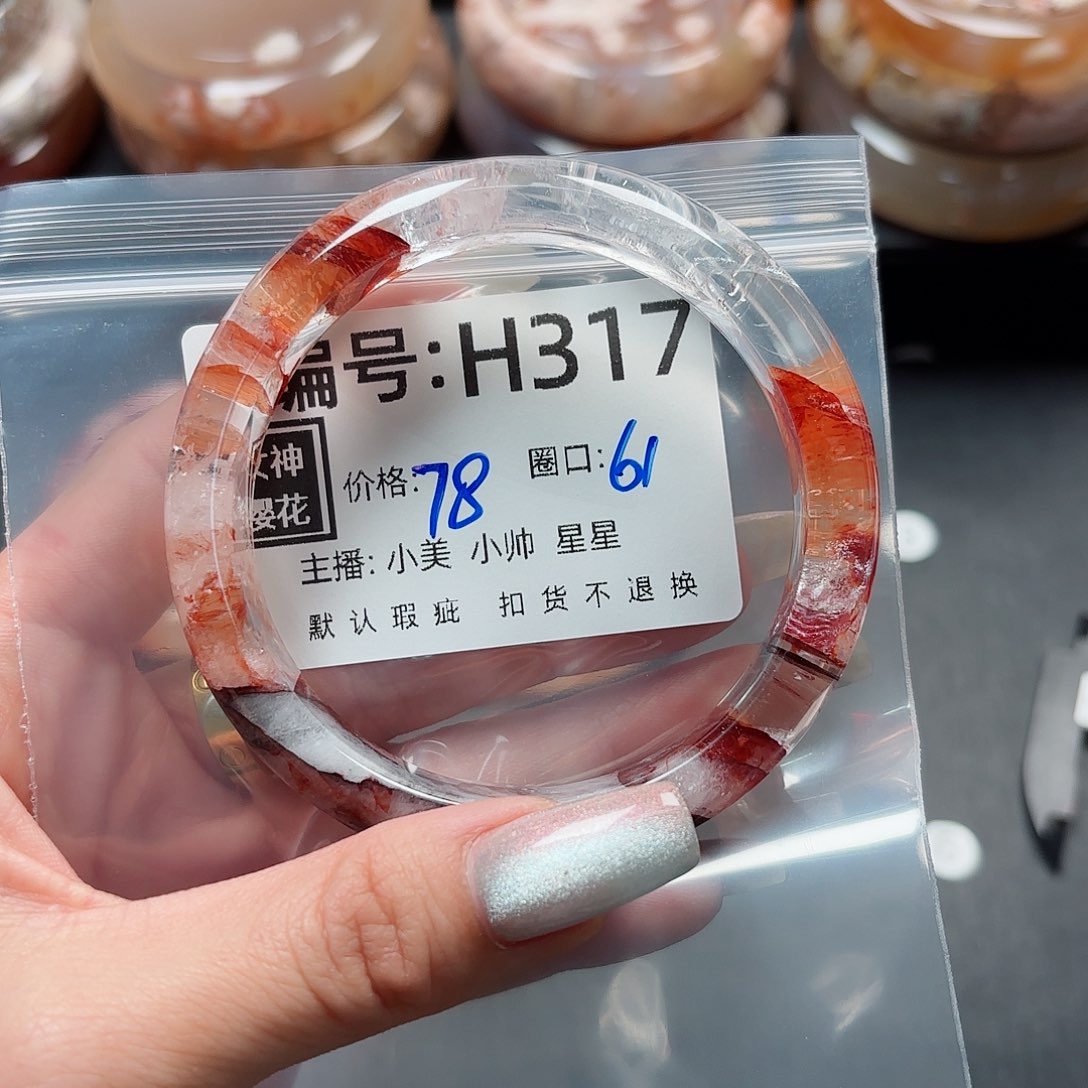 编号:H317
女神
樱花
价格:78 圈口:61
主播: 小美 小帅 星星
默认瑕疵 扣货不退换